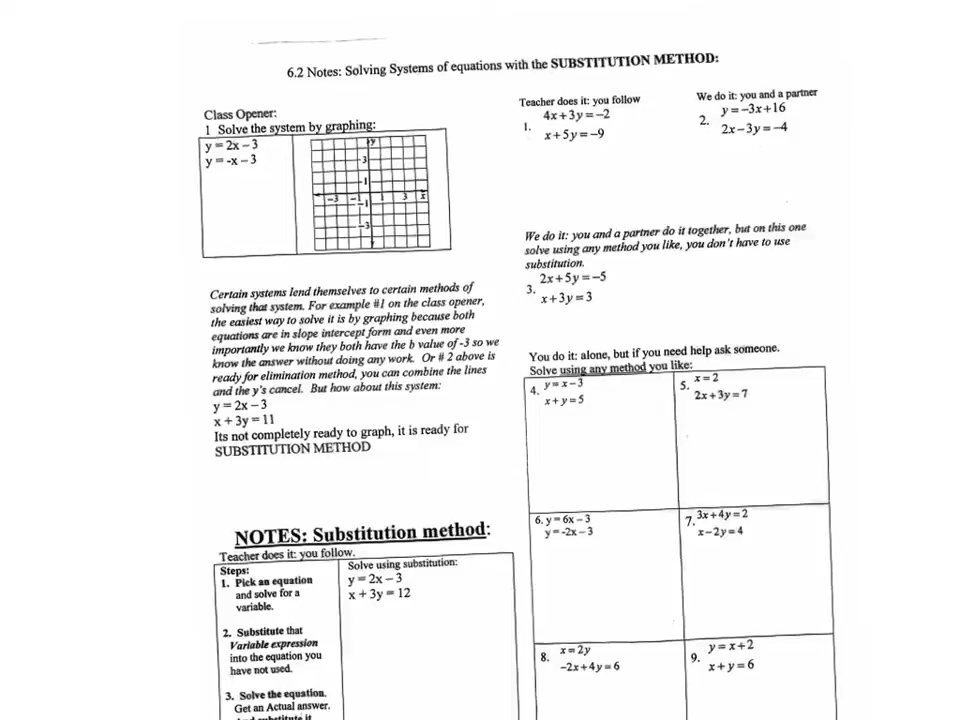 6.2 Notes: Solving Systems of equations with the SUBSTITUTION METHOD:
Class Opener:
1 Solve the system by graphing:
y = 2x – 3
y = -x – 3
y
3
1
−3 −1 1 3 x
−1
−3
Certain systems lend themselves to certain methods of
solving that system. For example #1 on the class opener,
the easiest way to solve it is by graphing because both
equations are in slope intercept form and even more
importantly we know they both have the b value of -3 so we
know the answer without doing any work. Or # 2 above is
ready for elimination method, you can combine the lines
and the y's cancel. But how about this system:
y = 2x – 3
x + 3y = 11
Its not completely ready to graph, it is ready for
SUBSTITUTION METHOD
NOTES: Substitution method:
Teacher does it: you follow.
Steps:
1. Pick an equation
and solve for a
variable.
2. Substitute that
Variable expression
into the equation you
have not used.
3. Solve the equation.
Get an Actual answer.
And substitute it
Solve using substitution:
y = 2x – 3
x + 3y = 12
Teacher does it: you follow
1. 4x+3y=−2
x+5y=−9
We do it: you and a partner
2. y=−3x+16
2x−3y=−4
We do it: you and a partner do it together, but on this one
solve using any method you like, you don't have to use
substitution.
3. 2x+5y=−5
x+3y=3
You do it: alone, but if you need help ask someone.
Solve using any method you like:
4. y=x−3
x+y=5
5. x=2
2x+3y=7
6. y=6x – 3
y=-2x – 3
7. 3x+4y=2
x−2y=4
8. x=2y
−2x+4y=6
9. y=x+2
x+y=6